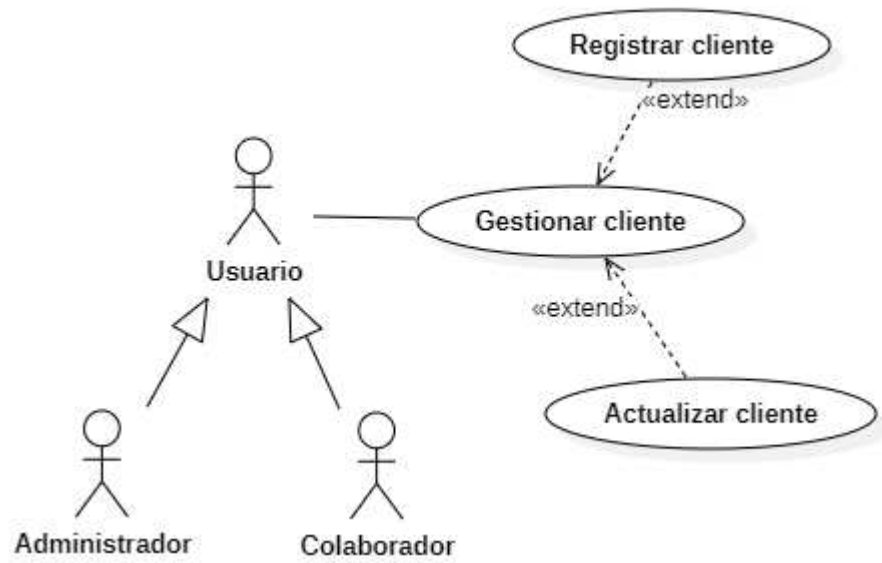 Registrar cliente
«extend»
Gestionar cliente
Usuario
«extend»
Actualizar cliente
Administrador
Colaborador